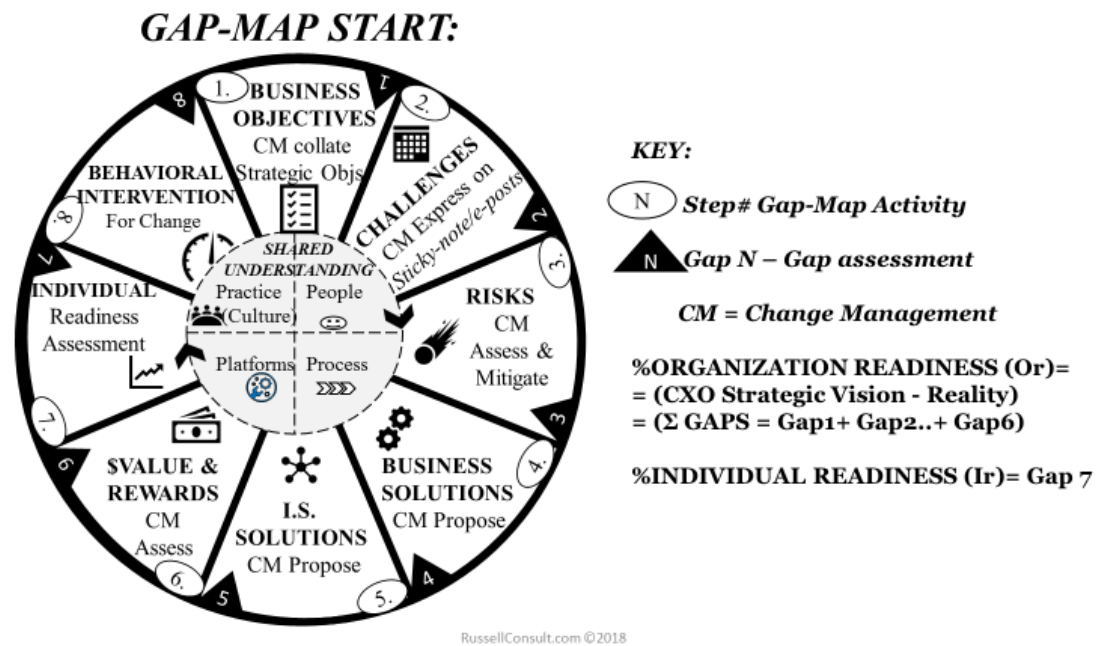 GAP-MAP START:
1.
BUSINESS
OBJECTIVES
CM collate
Strategic Objs
1
2.
CHALLENGES
CM Express on
Sticky-note/e-posts
2
3.
RISKS
CM
Assess &
Mitigate
3
4.
BUSINESS
SOLUTIONS
CM Propose
4
5.
I.S.
SOLUTIONS
CM Propose
5
6.
$VALUE &
REWARDS
CM
Assess
6
7.
INDIVIDUAL
Readiness
Assessment
7
8.
BEHAVIORAL
INTERVENTION
For Change
8
SHARED
UNDERSTANDING
Practice
(Culture)
People
Platforms
Process
KEY:
N Step# Gap-Map Activity
N Gap N – Gap assessment
CM = Change Management
%ORGANIZATION READINESS (Or)=
= (CXO Strategic Vision - Reality)
= (Σ GAPS = Gap1+ Gap2..+ Gap6)
%INDIVIDUAL READINESS (Ir)= Gap 7
RussellConsult.com ©2018